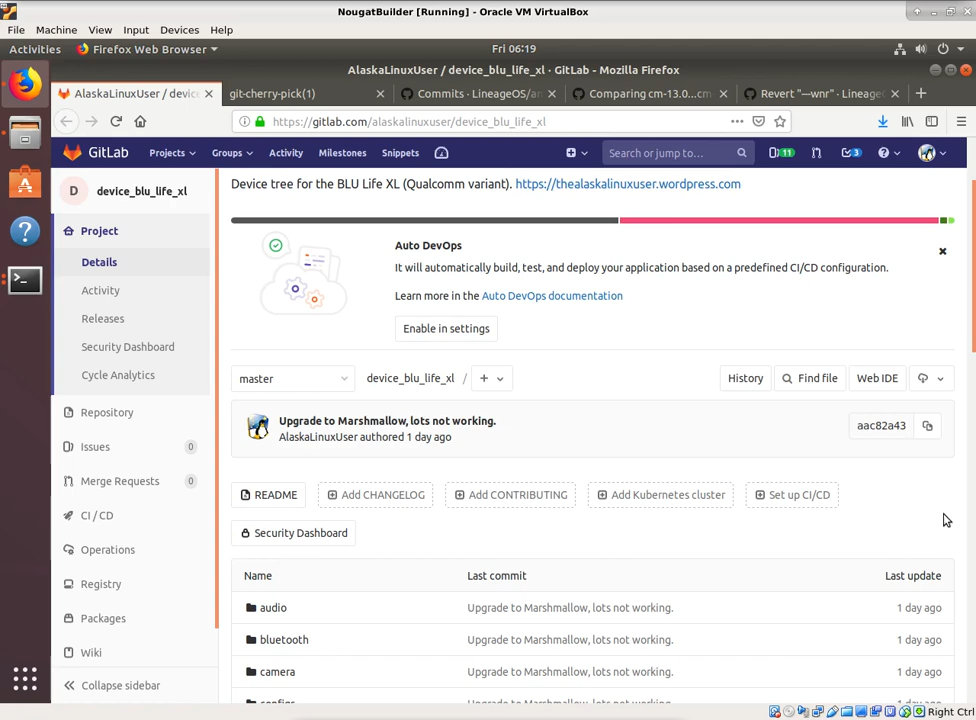 NougatBuilder [Running] - Oracle VM VirtualBox
File Machine View Input Devices Help
Activities Firefox Web Browser Fri 06:19
AlaskaLinuxUser / device_blu_life_xl · GitLab - Mozilla Firefox
AlaskaLinuxUser / device git-cherry-pick(1) Commits · LineageOS/an Comparing cm-13.0...cm Revert "—wnr" · Lineage
https://gitlab.com/alaskalinuxuser/device_blu_life_xl
GitLab Projects Groups Activity Milestones Snippets Search or jump to... 11 3
D device_blu_life_xl
Project
Details
Activity
Releases
Security Dashboard
Cycle Analytics
Repository
Issues 0
Merge Requests 0
CI / CD
Operations
Registry
Packages
Wiki
Collapse sidebar
Device tree for the BLU Life XL (Qualcomm variant). https://thealaskalinuxuser.wordpress.com
Auto DevOps
It will automatically build, test, and deploy your application based on a predefined CI/CD configuration.
Learn more in the Auto DevOps documentation
Enable in settings
master device_blu_life_xl / + History Find file Web IDE
Upgrade to Marshmallow, lots not working.
AlaskaLinuxUser authored 1 day ago
aac82a43
README Add CHANGELOG Add CONTRIBUTING Add Kubernetes cluster Set up CI/CD
Security Dashboard
Name Last commit Last update
audio Upgrade to Marshmallow, lots not working. 1 day ago
bluetooth Upgrade to Marshmallow, lots not working. 1 day ago
camera Upgrade to Marshmallow, lots not working. 1 day ago
Right Ctrl